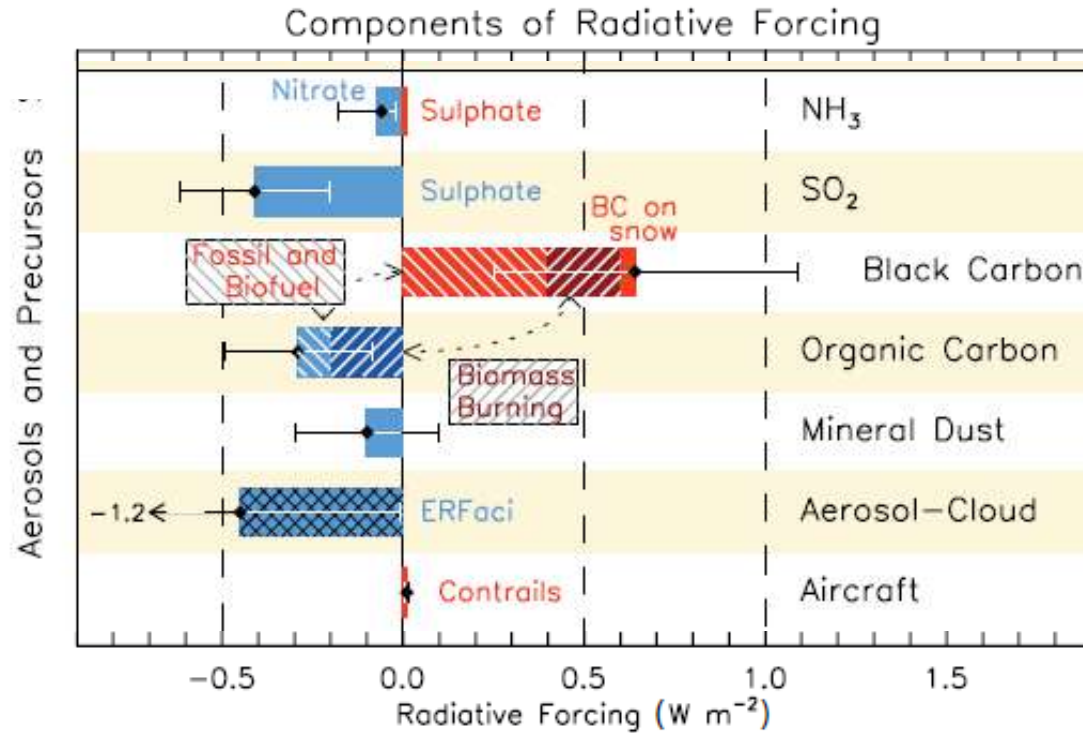 Components of Radiative Forcing
Aerosols and Precursors
Nitrate
Sulphate
NH₃
Sulphate
SO₂
BC on
snow
Fossil and
Biofuel
Black Carbon
Organic Carbon
Biomass
Burning
Mineral Dust
-1.2
ERFaci
Aerosol-Cloud
Contrails
Aircraft
-0.5 0.0 0.5 1.0 1.5
Radiative Forcing (W m⁻²)